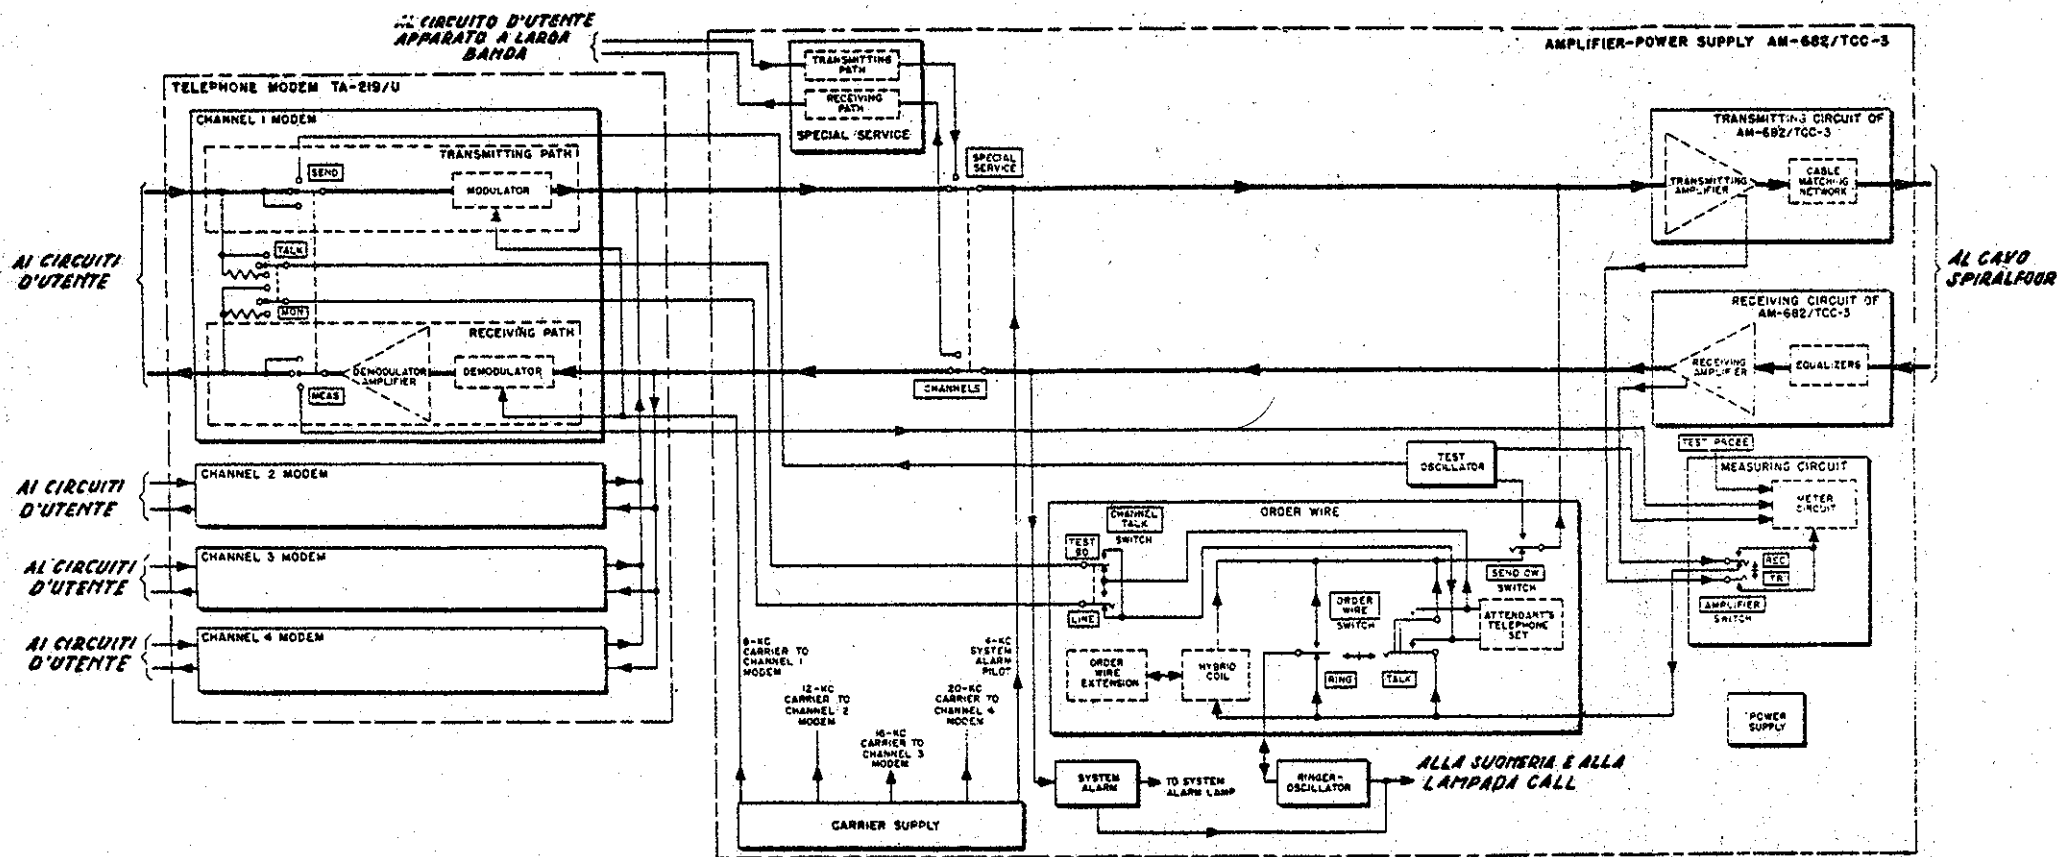 AL CIRCUITO D'UTENTE
APPARATO A LARGA
BANDA
AMPLIFIER-POWER SUPPLY AM-682/TCC-3
TELEPHONE MODEM TA-219/U
TRANSMITTING
PATH
RECEIVING
PATH
SPECIAL SERVICE
CHANNEL 1 MODEM
TRANSMITTING PATH
SEND
MODULATOR
SPECIAL
SERVICE
TRANSMITTING CIRCUIT OF
AM-682/TCC-3
TRANSMITTING
AMPLIFIER
CABLE
MATCHING
NETWORK
AI CIRCUITI
D'UTENTE
TALK
MON
AL CAVO
SPIRALFOUR
RECEIVING PATH
DEMODULATOR
AMPLIFIER
DEMODULATOR
MEAS
CHANNELS
RECEIVING CIRCUIT OF
AM-682/TCC-3
RECEIVING
AMPLIFIER
EQUALIZERS
TEST
OSCILLATOR
TEST PROBE
MEASURING CIRCUIT
METER
CIRCUIT
REC
TR
AMPLIFIER
SWITCH
AI CIRCUITI
D'UTENTE
CHANNEL 2 MODEM
AL CIRCUITI
D'UTENTE
CHANNEL 3 MODEM
AI CIRCUITI
D'UTENTE
CHANNEL 4 MODEM
ORDER WIRE
CHANNEL
TALK
SWITCH
TEST
SO
LINE
SEND OW
SWITCH
ORDER
WIRE
SWITCH
ATTENDANT'S
TELEPHONE
SET
ORDER
WIRE
EXTENSION
HYBRID
COIL
RING
TALK
8-KC
CARRIER TO
CHANNEL 1
MODEM
12-KC
CARRIER TO
CHANNEL 2
MODEM
16-KC
CARRIER TO
CHANNEL 3
MODEM
20-KC
CARRIER TO
CHANNEL 4
MODEM
SYSTEM
ALARM
PILOT
POWER
SUPPLY
SYSTEM
ALARM
TO SYSTEM
ALARM LAMP
RINGER-
OSCILLATOR
ALLA SUONERIA E ALLA
LAMPADA CALL
CARRIER SUPPLY